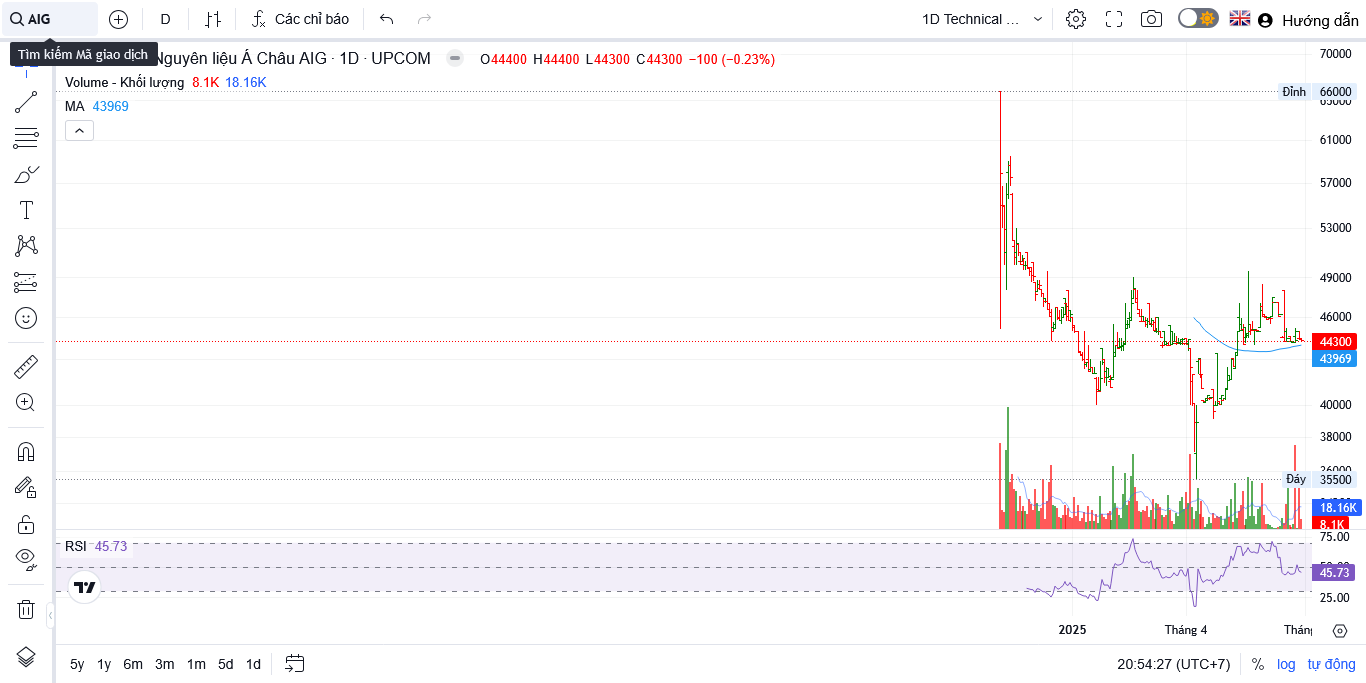 AIG
D
Các chỉ báo
1D Technical ...
Hướng dẫn
Tìm kiếm Mã giao dịch
Nguyên liệu Á Châu AIG · 1D · UPCOM
O44400 H44400 L44300 C44300 −100 (−0.23%)
Volume - Khối lượng 8.1K 18.16K
MA 43969
70000
Đỉnh 66000
65000
61000
57000
53000
49000
46000
44300
43969
40000
38000
36000
Đáy 35500
18.16K
8.1K
75.00
RSI 45.73
50.00
45.73
25.00
2025 Tháng 4 Tháng
5y 1y 6m 3m 1m 5d 1d
20:54:27 (UTC+7) % log tự động